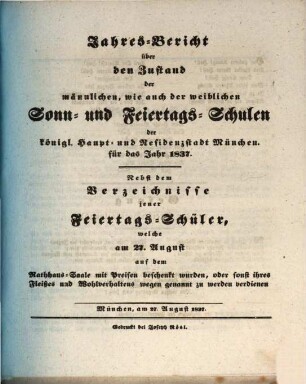 Jahres-Bericht
über
den Zustand
der
männlichen, wie auch der weiblichen
Sonn- und Feiertags-Schulen
der
königl. Haupt- und Residenzstadt München.
für das Jahr 1837.
Nebst dem
Verzeichnisse
jener
Feiertags-Schüler,
welche
am 27. August
auf dem
Rathhaus-Saale mit Preisen beschenkt wurden, oder sonst ihres
Fleißes und Wohlverhaltens wegen genannt zu werden verdienen
München, am 27. August 1837.
Gedruckt bei Joseph Rösl.